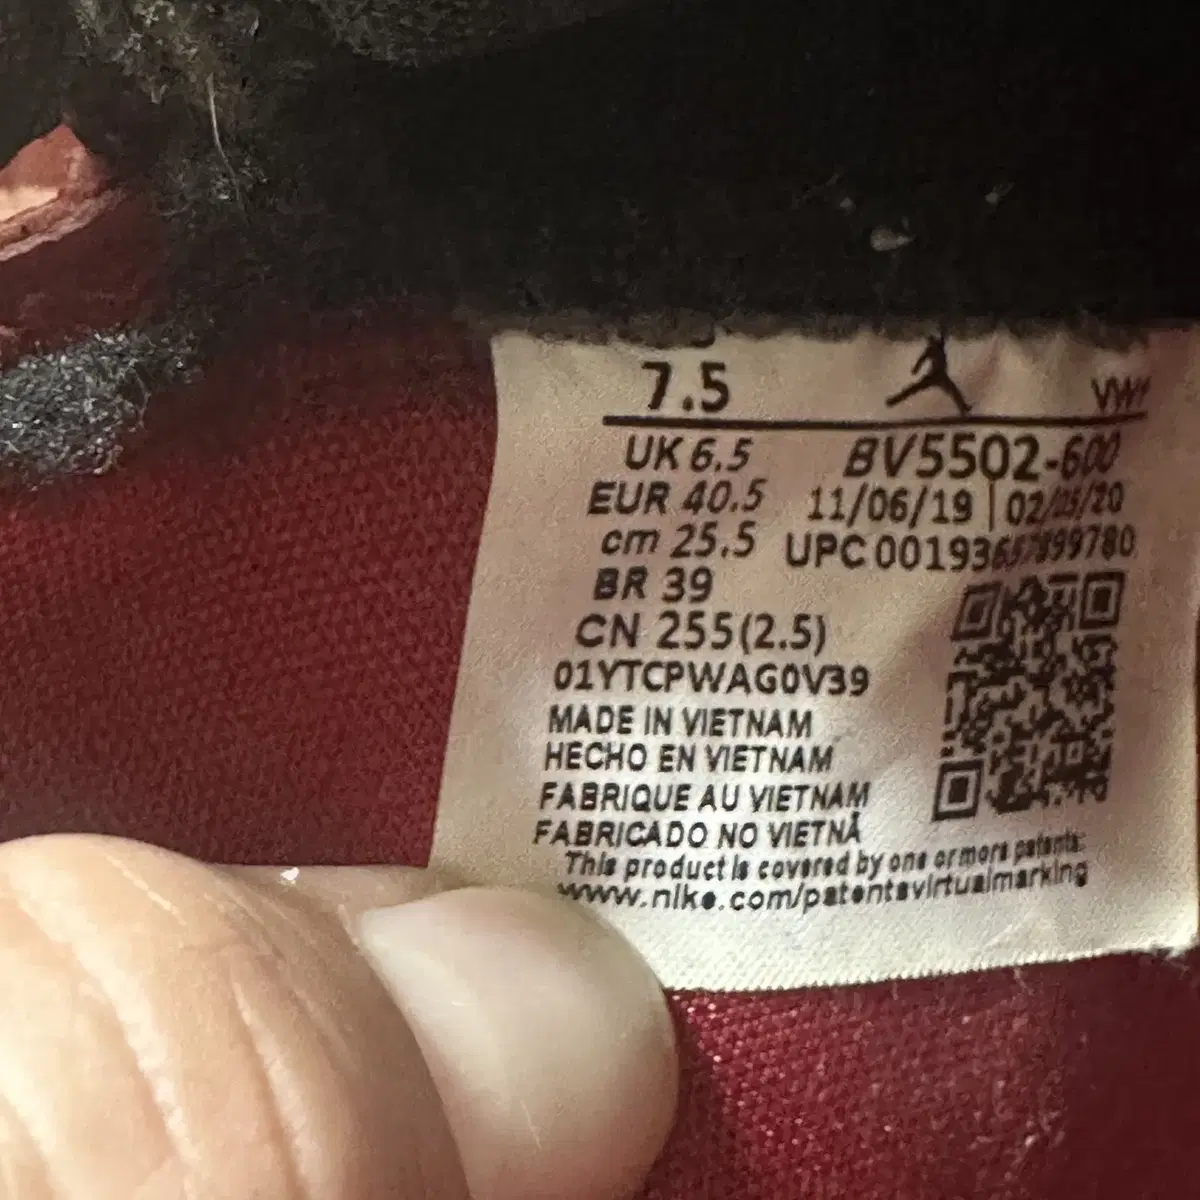 7.5
UK 6.5 BV5502-600
EUR 40.5 11/06/19 | 02/
cm 25.5 UPC
BR 39
CN 255(2.5)
01YTCPWAG0V39
MADE IN VIETNAM
HECHO EN VIETNAM
FABRIQUE AU VIETNAM
FABRICADO NO VIETNÃ
This product is covered by one or more patents:
www.nike.com/patentsvirtualmarking